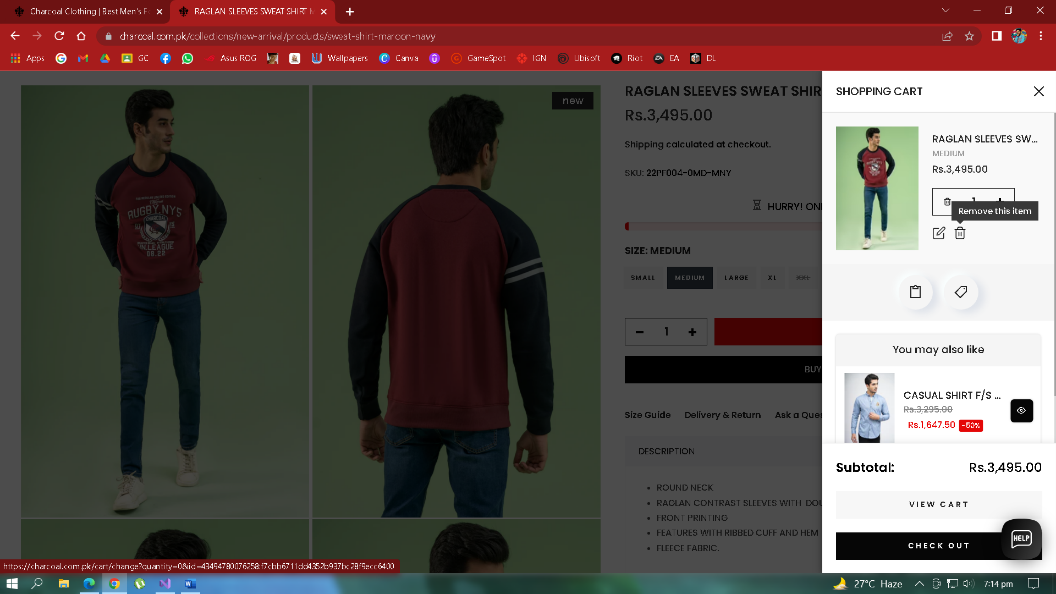 Charcoal Clothing | Best Men's F
RAGLAN SLEEVES SWEAT SHIRT M
charcoal.com.pk/collections/new-arrival/products/sweat-shirt-maroon-navy
Apps
GC
Asus ROG
Wallpapers
Canva
GameSpot
IGN
Ubisoft
Riot
EA
DL
new
RUGBY.NYS
RAGLAN SLEEVES SWEAT SHIR
Rs.3,495.00
Shipping calculated at checkout.
SKU: 22PF004-0MD-MNY
HURRY! ONL
SIZE: MEDIUM
SMALL
MEDIUM
LARGE
XL
XXL
1
BUY
Size Guide
Delivery & Return
Ask a Que
DESCRIPTION
ROUND NECK
RAGLAN CONTRAST SLEEVES WITH DOU
FRONT PRINTING
FEATURES WITH RIBBED CUFF AND HEM
FLEECE FABRIC.
SHOPPING CART
RAGLAN SLEEVES SW...
MEDIUM
Rs.3,495.00
Remove this item
You may also like
CASUAL SHIRT F/S ...
Rs.3,295.00
Rs.1,647.50 -50%
Subtotal:
Rs.3,495.00
VIEW CART
CHECK OUT
HELP
27°C Haze
7:14 pm